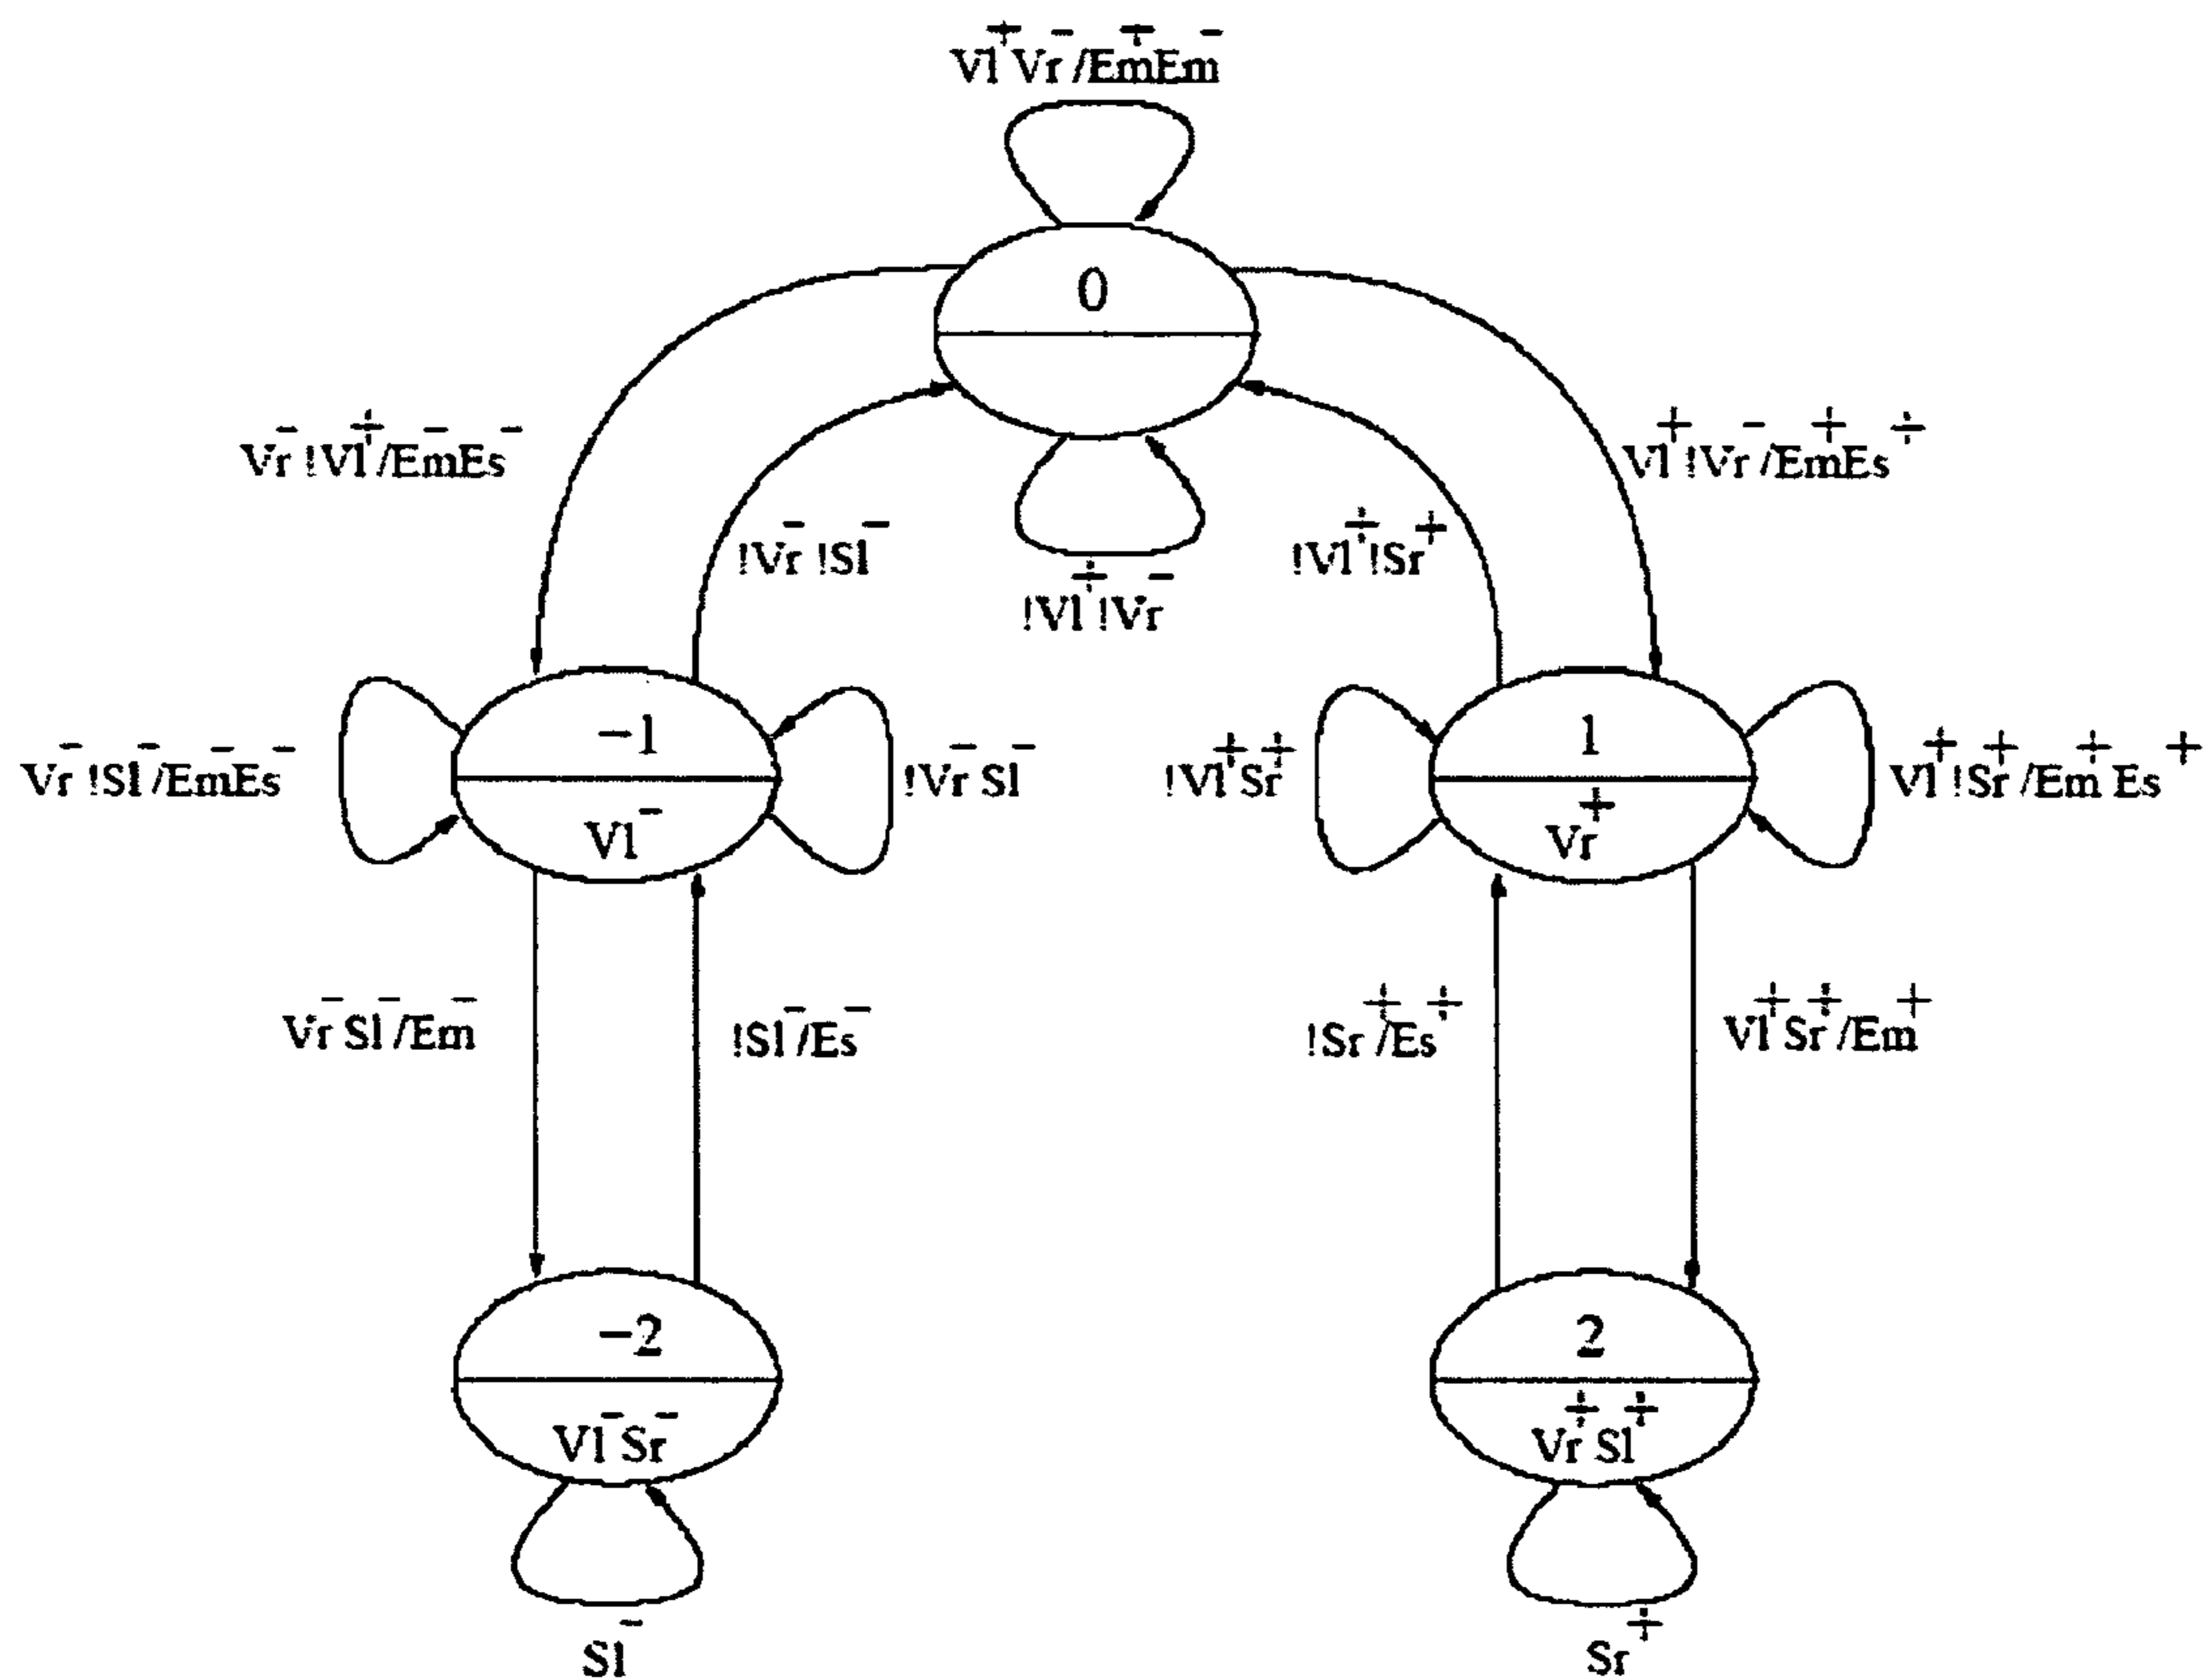 Vl⁺Vr⁻/Em⁺Em⁻
0
Vr⁻!Vl⁺/Em⁻Es⁻
Vl⁺!Vr⁻/Em⁺Es⁺
!Vr⁻!Sl⁻
!Vl⁺!Sr⁺
!Vl⁺!Vr⁻
Vr⁻!Sl⁻/Em⁻Es⁻
−1
Vl⁻
!Vr⁻Sl⁻
!Vl⁺Sr⁺
1
Vr⁺
Vl⁺!Sr⁺/Em⁺Es⁺
Vr⁻Sl⁻/Em⁻
!Sl⁻/Es⁻
!Sr⁺/Es⁺
Vl⁺Sr⁺/Em⁺
−2
Vl⁻Sr⁻
2
Vr⁺Sl⁺
Sl⁻
Sr⁺